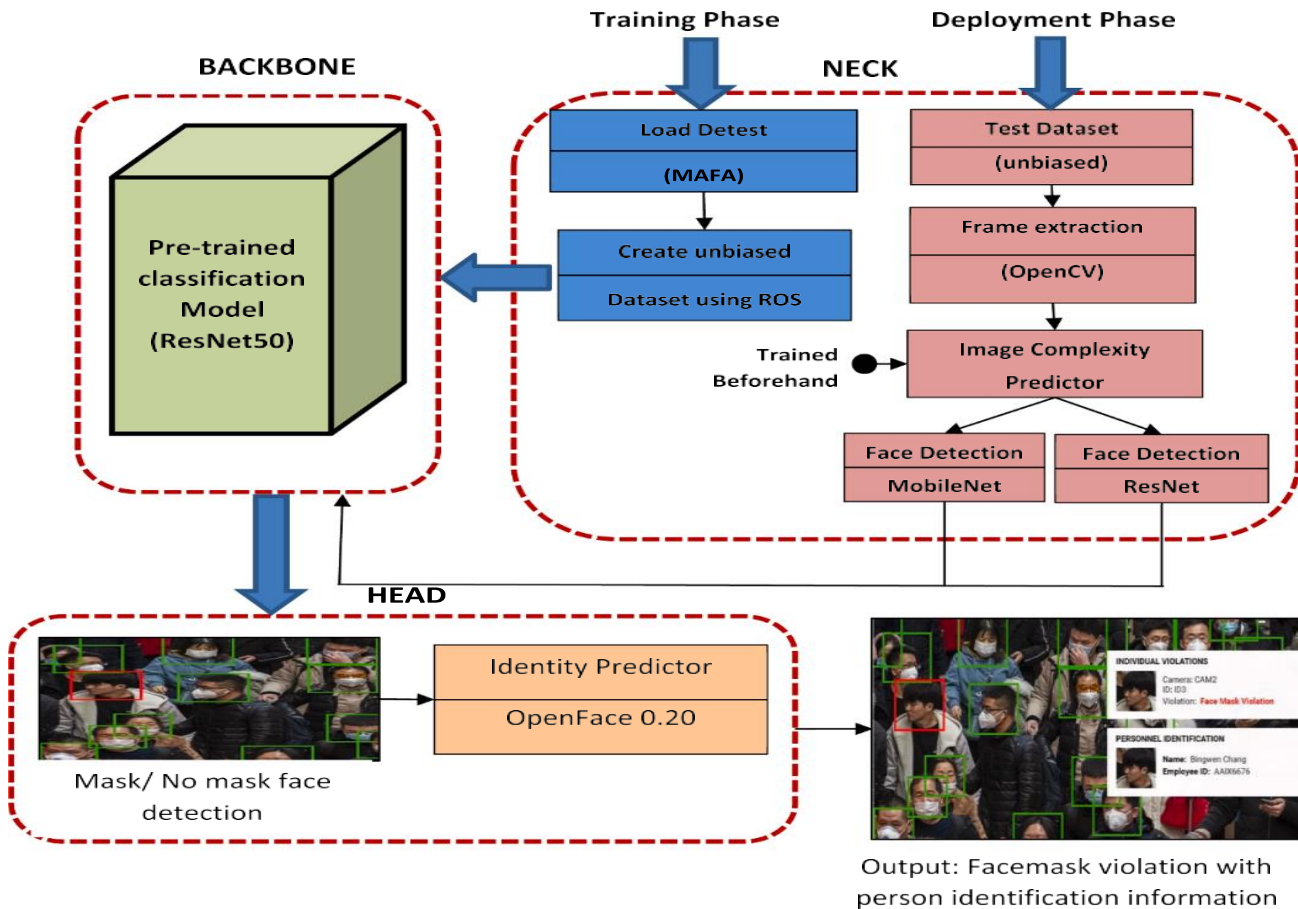 Training Phase
Deployment Phase
BACKBONE
NECK
Load Detest
(MAFA)
Create unbiased
Dataset using ROS
Test Dataset
(unbiased)
Frame extraction
(OpenCV)
Trained
Beforehand
Image Complexity
Predictor
Face Detection
MobileNet
Face Detection
ResNet
Pre-trained
classification
Model
(ResNet50)
HEAD
Mask/ No mask face
detection
Identity Predictor
OpenFace 0.20
INDIVIDUAL VIOLATIONS
Camera: CAM2
ID: ID3
Violation: Face Mask Violation
PERSONNEL IDENTIFICATION
Name: Bingwen Chang
Employee ID: AAIX6676
Output: Facemask violation with
person identification information